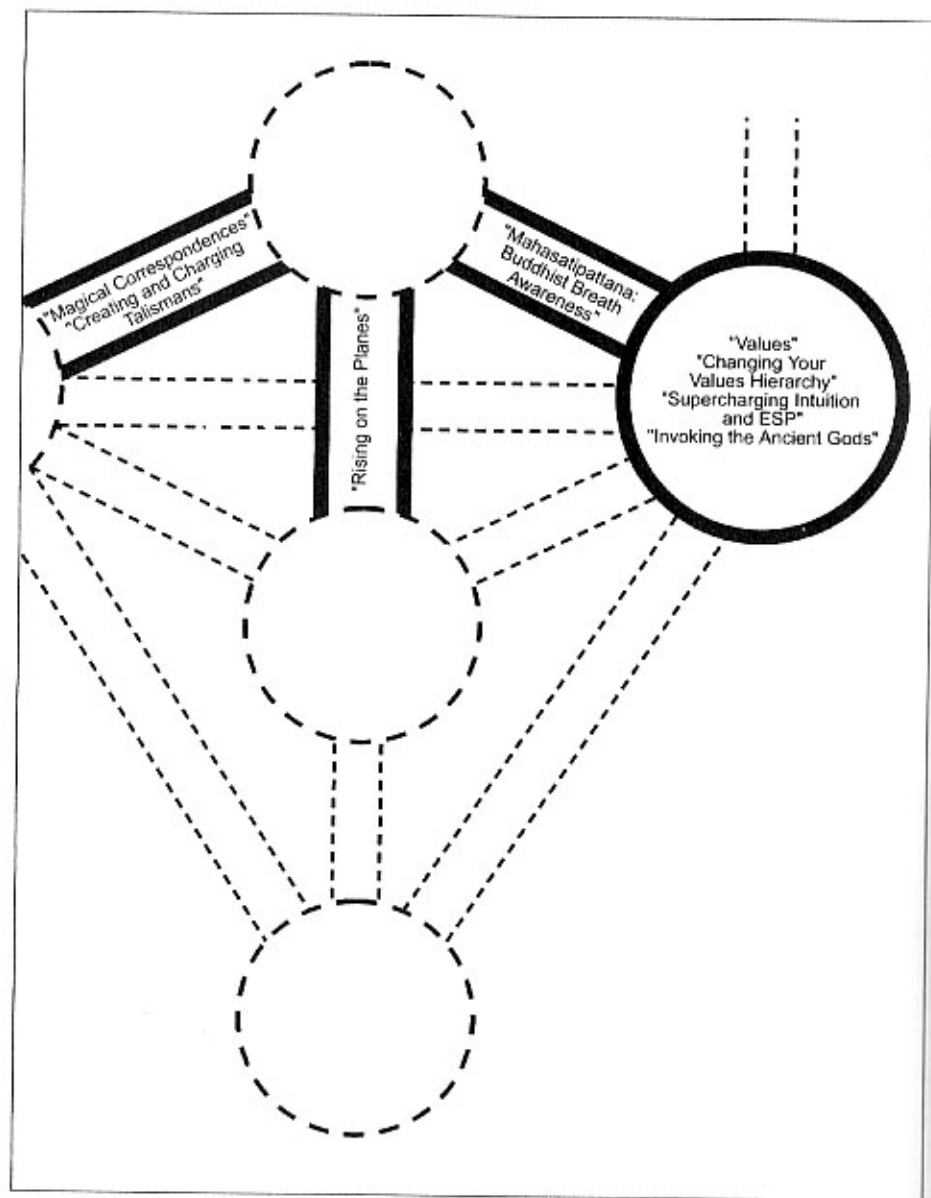 "Magical Correspondences"
"Creating and Charging
Talismans"
"Rising on the Planes"
"Mahasatipattana:
Buddhist Breath
Awareness"
"Values"
"Changing Your
Values Hierarchy"
"Supercharging Intuition
and ESP"
"Invoking the Ancient Gods"